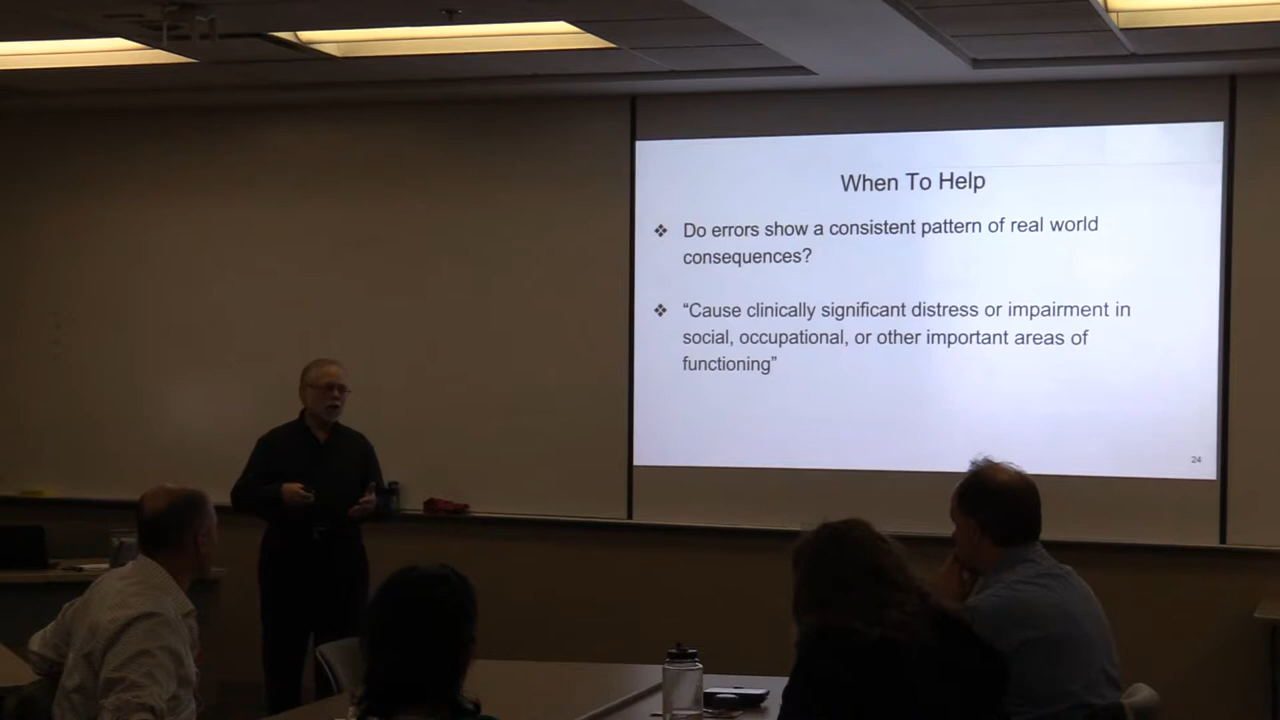 When To Help
❖ Do errors show a consistent pattern of real world
consequences?
❖ “Cause clinically significant distress or impairment in
social, occupational, or other important areas of
functioning”
24